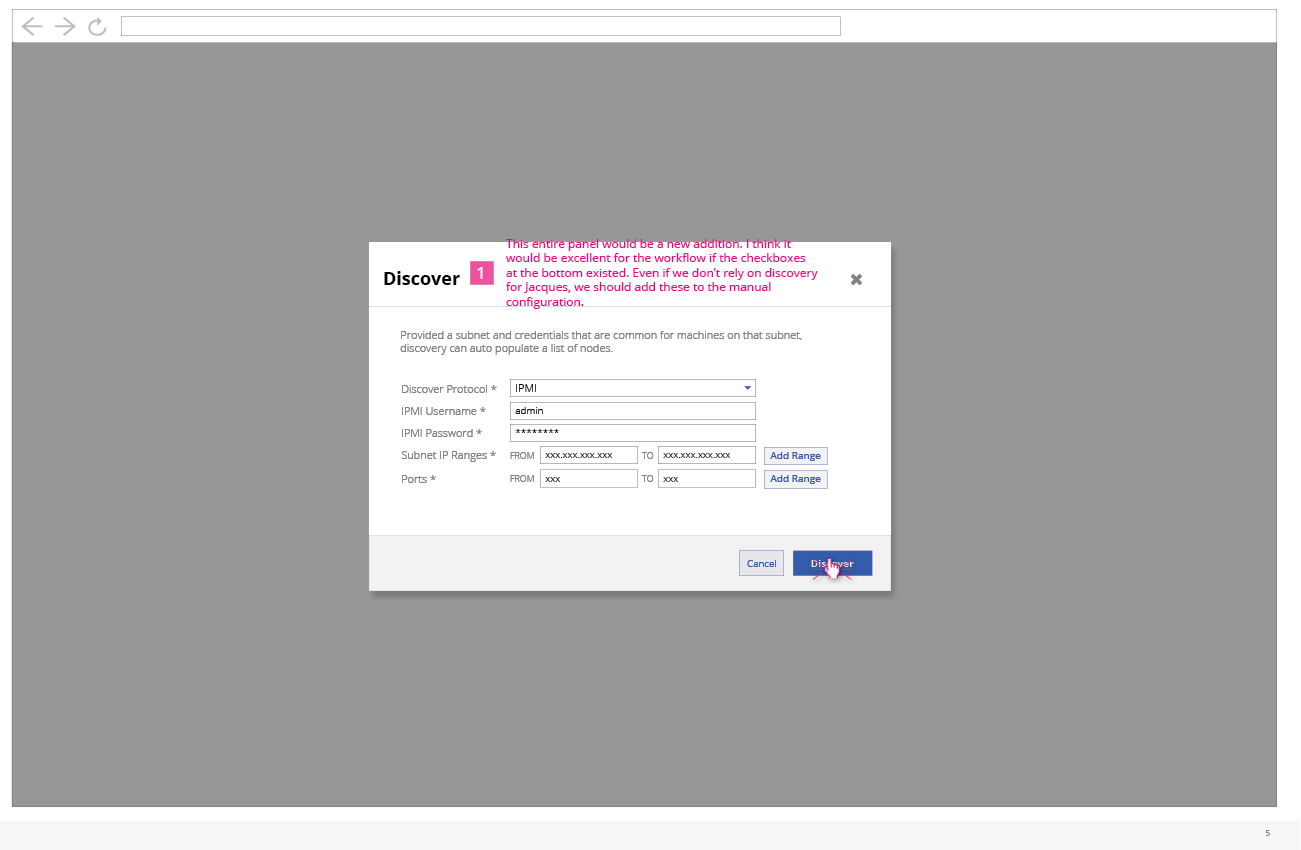 This entire panel would be a new addition. I think it
would be excellent for the workflow if the checkboxes
at the bottom existed. Even if we don't rely on discovery
for Jacques, we should add these to the manual
configuration.
Discover 1
Provided a subnet and credentials that are common for machines on that subnet,
discovery can auto populate a list of nodes.
Discover Protocol * IPMI
IPMI Username * admin
IPMI Password * ********
Subnet IP Ranges * FROM xxx.xxx.xxx.xxx TO xxx.xxx.xxx.xxx Add Range
Ports * FROM xxx TO xxx Add Range
Cancel Discover
5